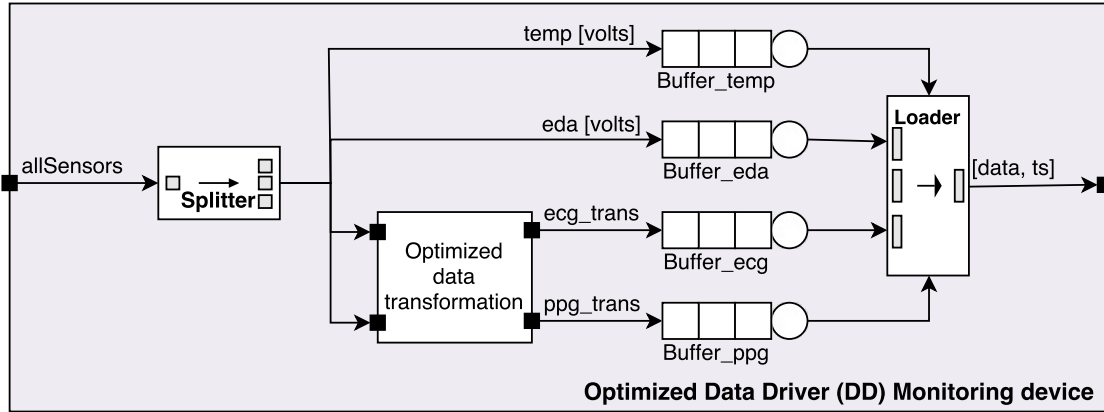 temp [volts]
Buffer_temp
allSensors
Splitter
eda [volts]
Buffer_eda
Loader
[data, ts]
Optimized
data
transformation
ecg_trans
Buffer_ecg
ppg_trans
Buffer_ppg
Optimized Data Driver (DD) Monitoring device